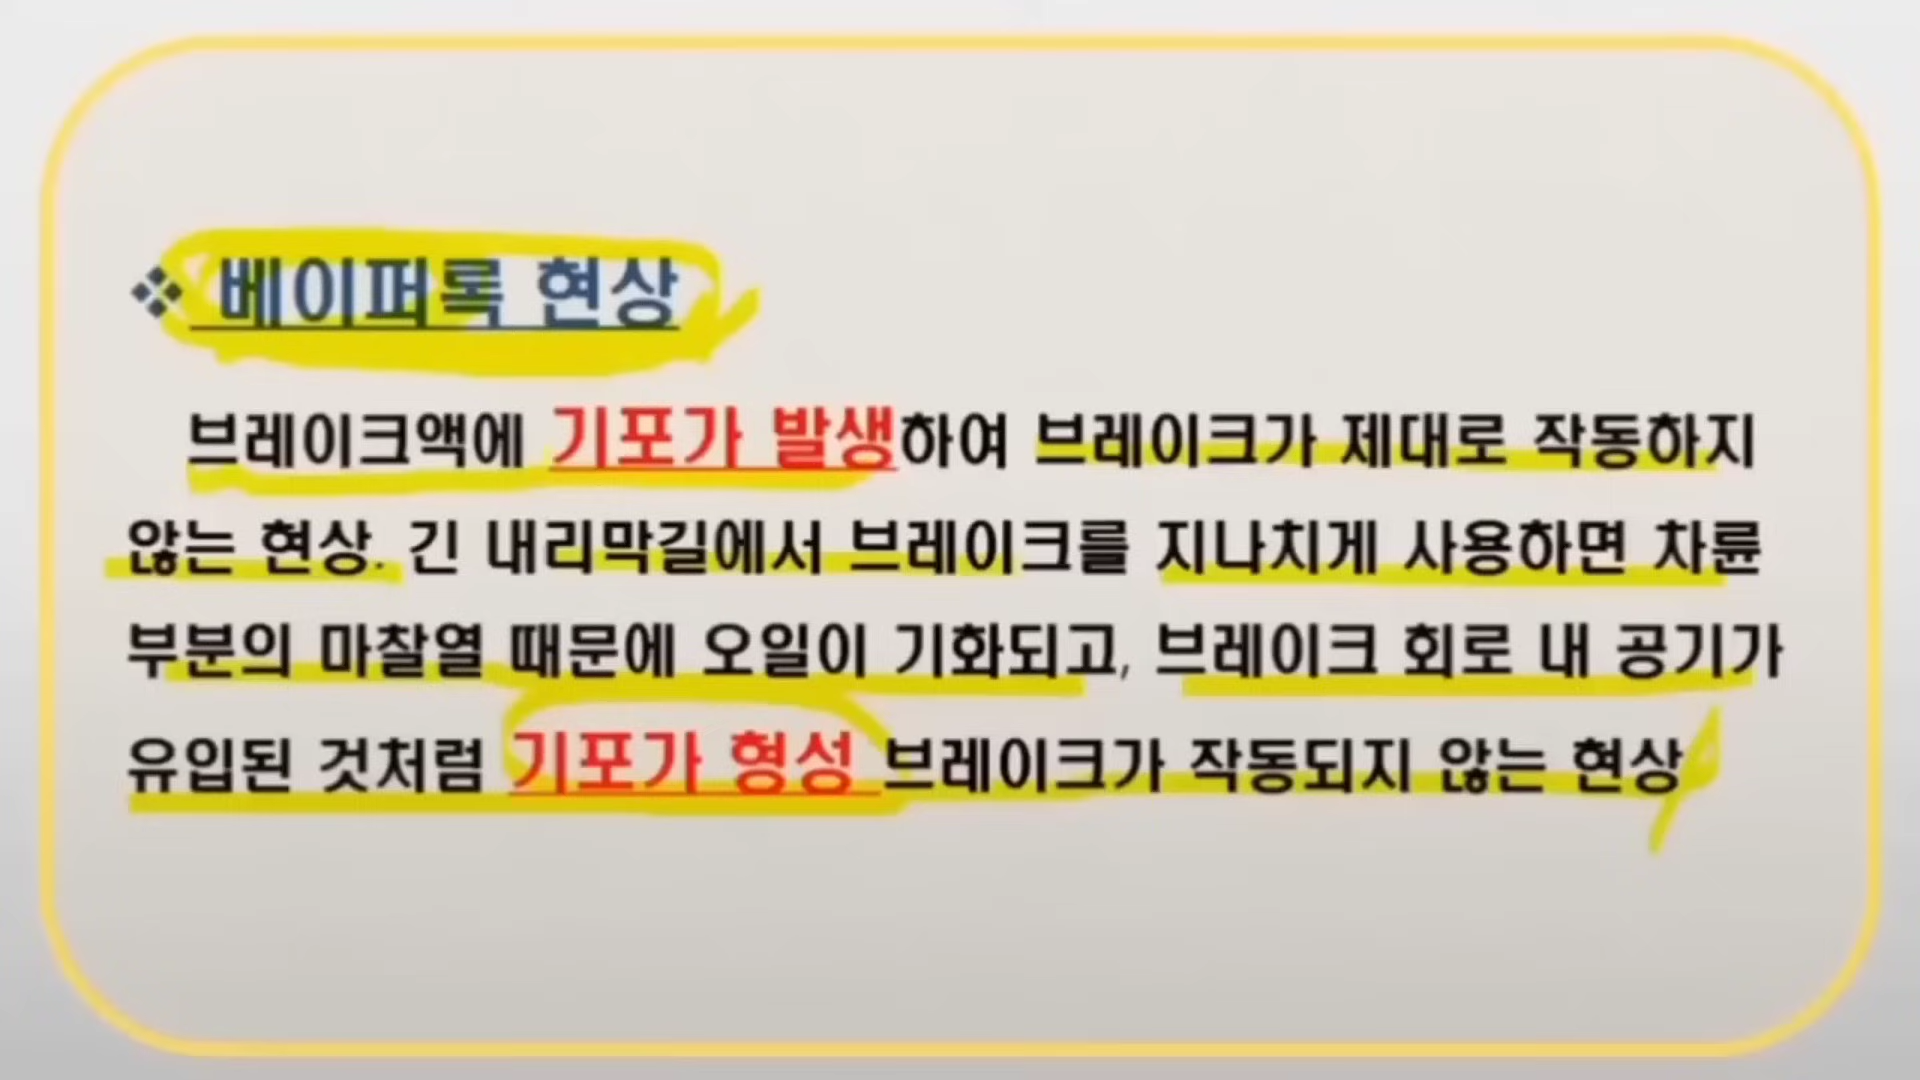 ❖ 베이퍼록 현상
브레이크액에 기포가 발생하여 브레이크가 제대로 작동하지
않는 현상. 긴 내리막길에서 브레이크를 지나치게 사용하면 차륜
부분의 마찰열 때문에 오일이 기화되고, 브레이크 회로 내 공기가
유입된 것처럼 기포가 형성 브레이크가 작동되지 않는 현상